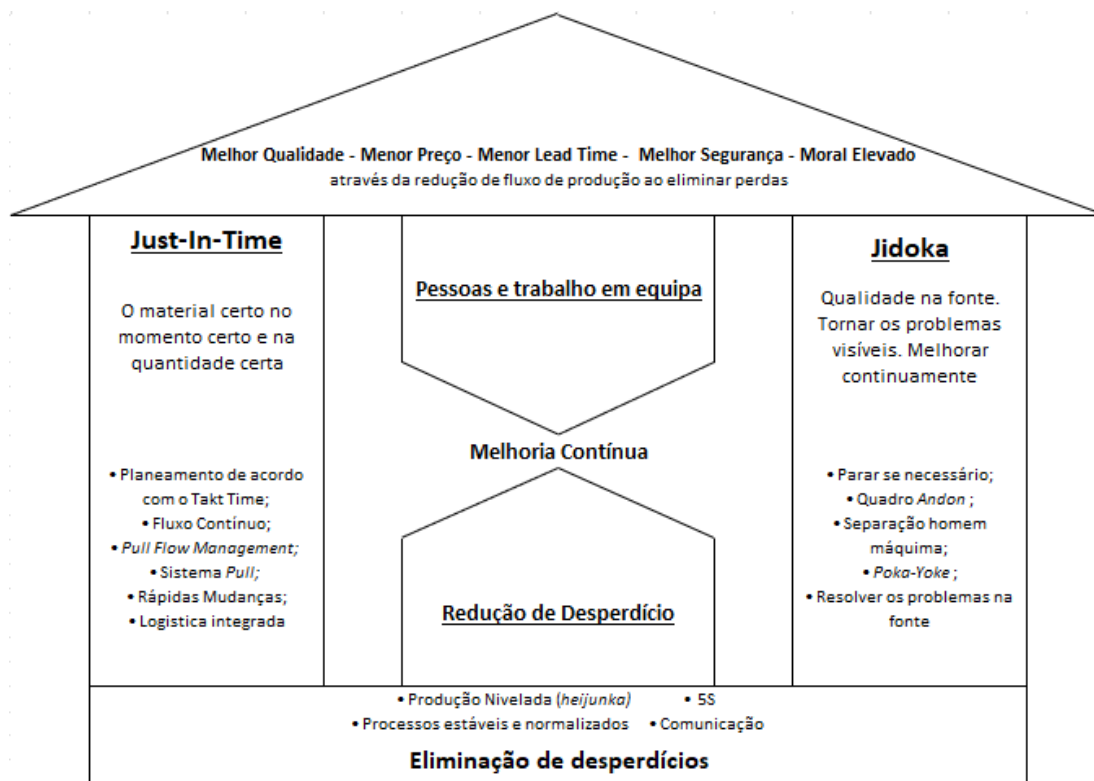 Melhor Qualidade - Menor Preço - Menor Lead Time - Melhor Segurança - Moral Elevado
através da redução de fluxo de produção ao eliminar perdas
Just-In-Time
O material certo no
momento certo e na
quantidade certa
• Planeamento de acordo
com o Takt Time;
• Fluxo Contínuo;
• Pull Flow Management;
• Sistema Pull;
• Rápidas Mudanças;
• Logistica integrada
Pessoas e trabalho em equipa
Melhoria Contínua
Redução de Desperdício
Jidoka
Qualidade na fonte.
Tornar os problemas
visíveis. Melhorar
continuamente
• Parar se necessário;
• Quadro Andon ;
• Separação homem
máquina;
• Poka-Yoke ;
• Resolver os problemas na
fonte
• Produção Nivelada (heijunka) • 5S
• Processos estáveis e normalizados • Comunicação
Eliminação de desperdícios